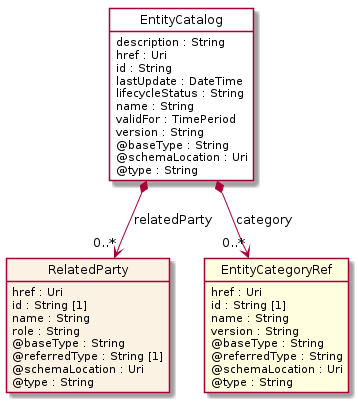 EntityCatalog
description : String
href : Uri
id : String
lastUpdate : DateTime
lifecycleStatus : String
name : String
validFor : TimePeriod
version : String
@baseType : String
@schemaLocation : Uri
@type : String
relatedParty
category
0..*
0..*
RelatedParty
href : Uri
id : String [1]
name : String
role : String
@baseType : String
@referredType : String [1]
@schemaLocation : Uri
@type : String
EntityCategoryRef
href : Uri
id : String [1]
name : String
version : String
@baseType : String
@referredType : String
@schemaLocation : Uri
@type : String